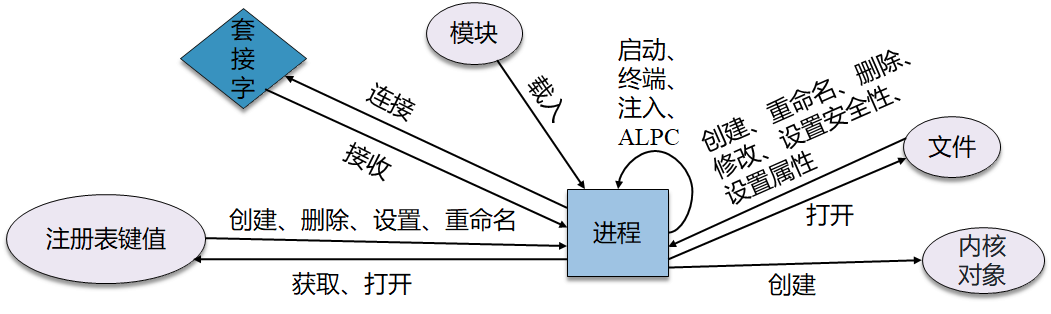 套
接
字
模块
启动、
终端、
注入、
ALPC
载入
连接
接收
创建、重命名、删除、
修改、设置安全性、
设置属性
文件
打开
注册表键值
创建、删除、设置、重命名
获取、打开
进程
创建
内核
对象